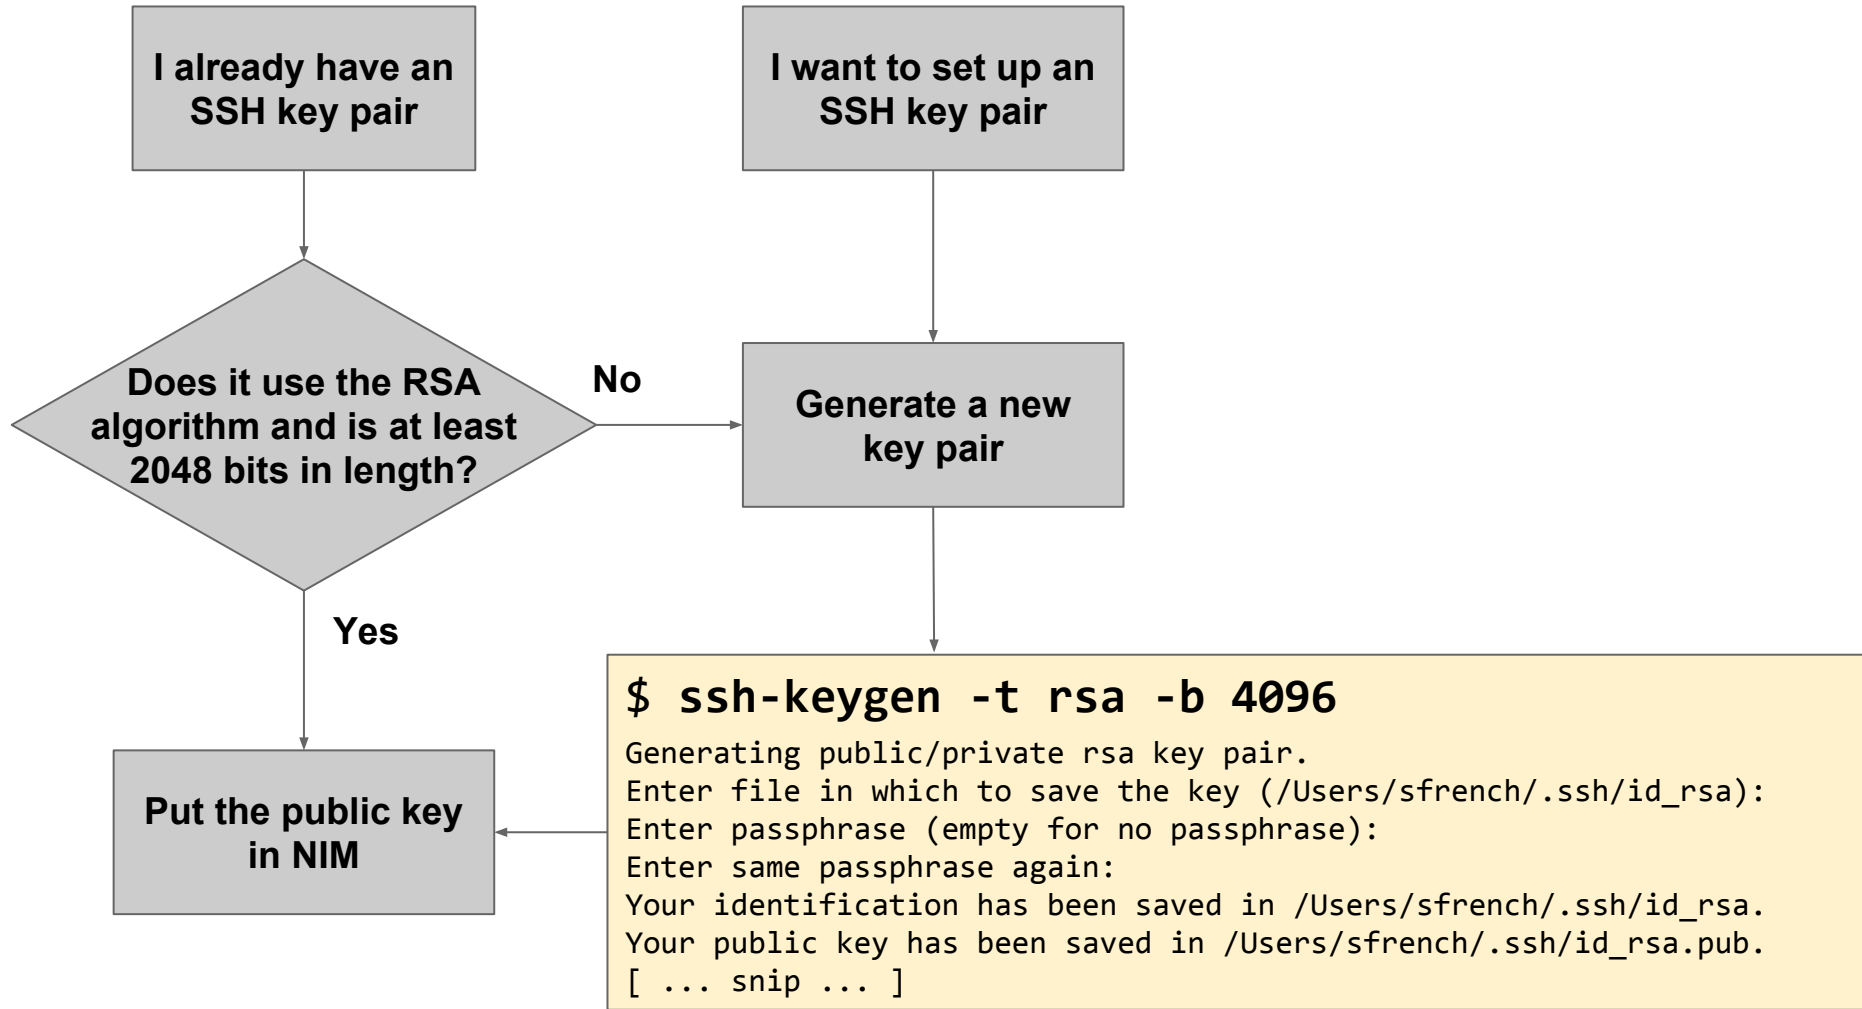 I already have an
SSH key pair
I want to set up an
SSH key pair
Does it use the RSA
algorithm and is at least
2048 bits in length?
No
Generate a new
key pair
Yes
Put the public key
in NIM
$ ssh-keygen -t rsa -b 4096
Generating public/private rsa key pair.
Enter file in which to save the key (/Users/sfrench/.ssh/id_rsa):
Enter passphrase (empty for no passphrase):
Enter same passphrase again:
Your identification has been saved in /Users/sfrench/.ssh/id_rsa.
Your public key has been saved in /Users/sfrench/.ssh/id_rsa.pub.
[ ... snip ... ]